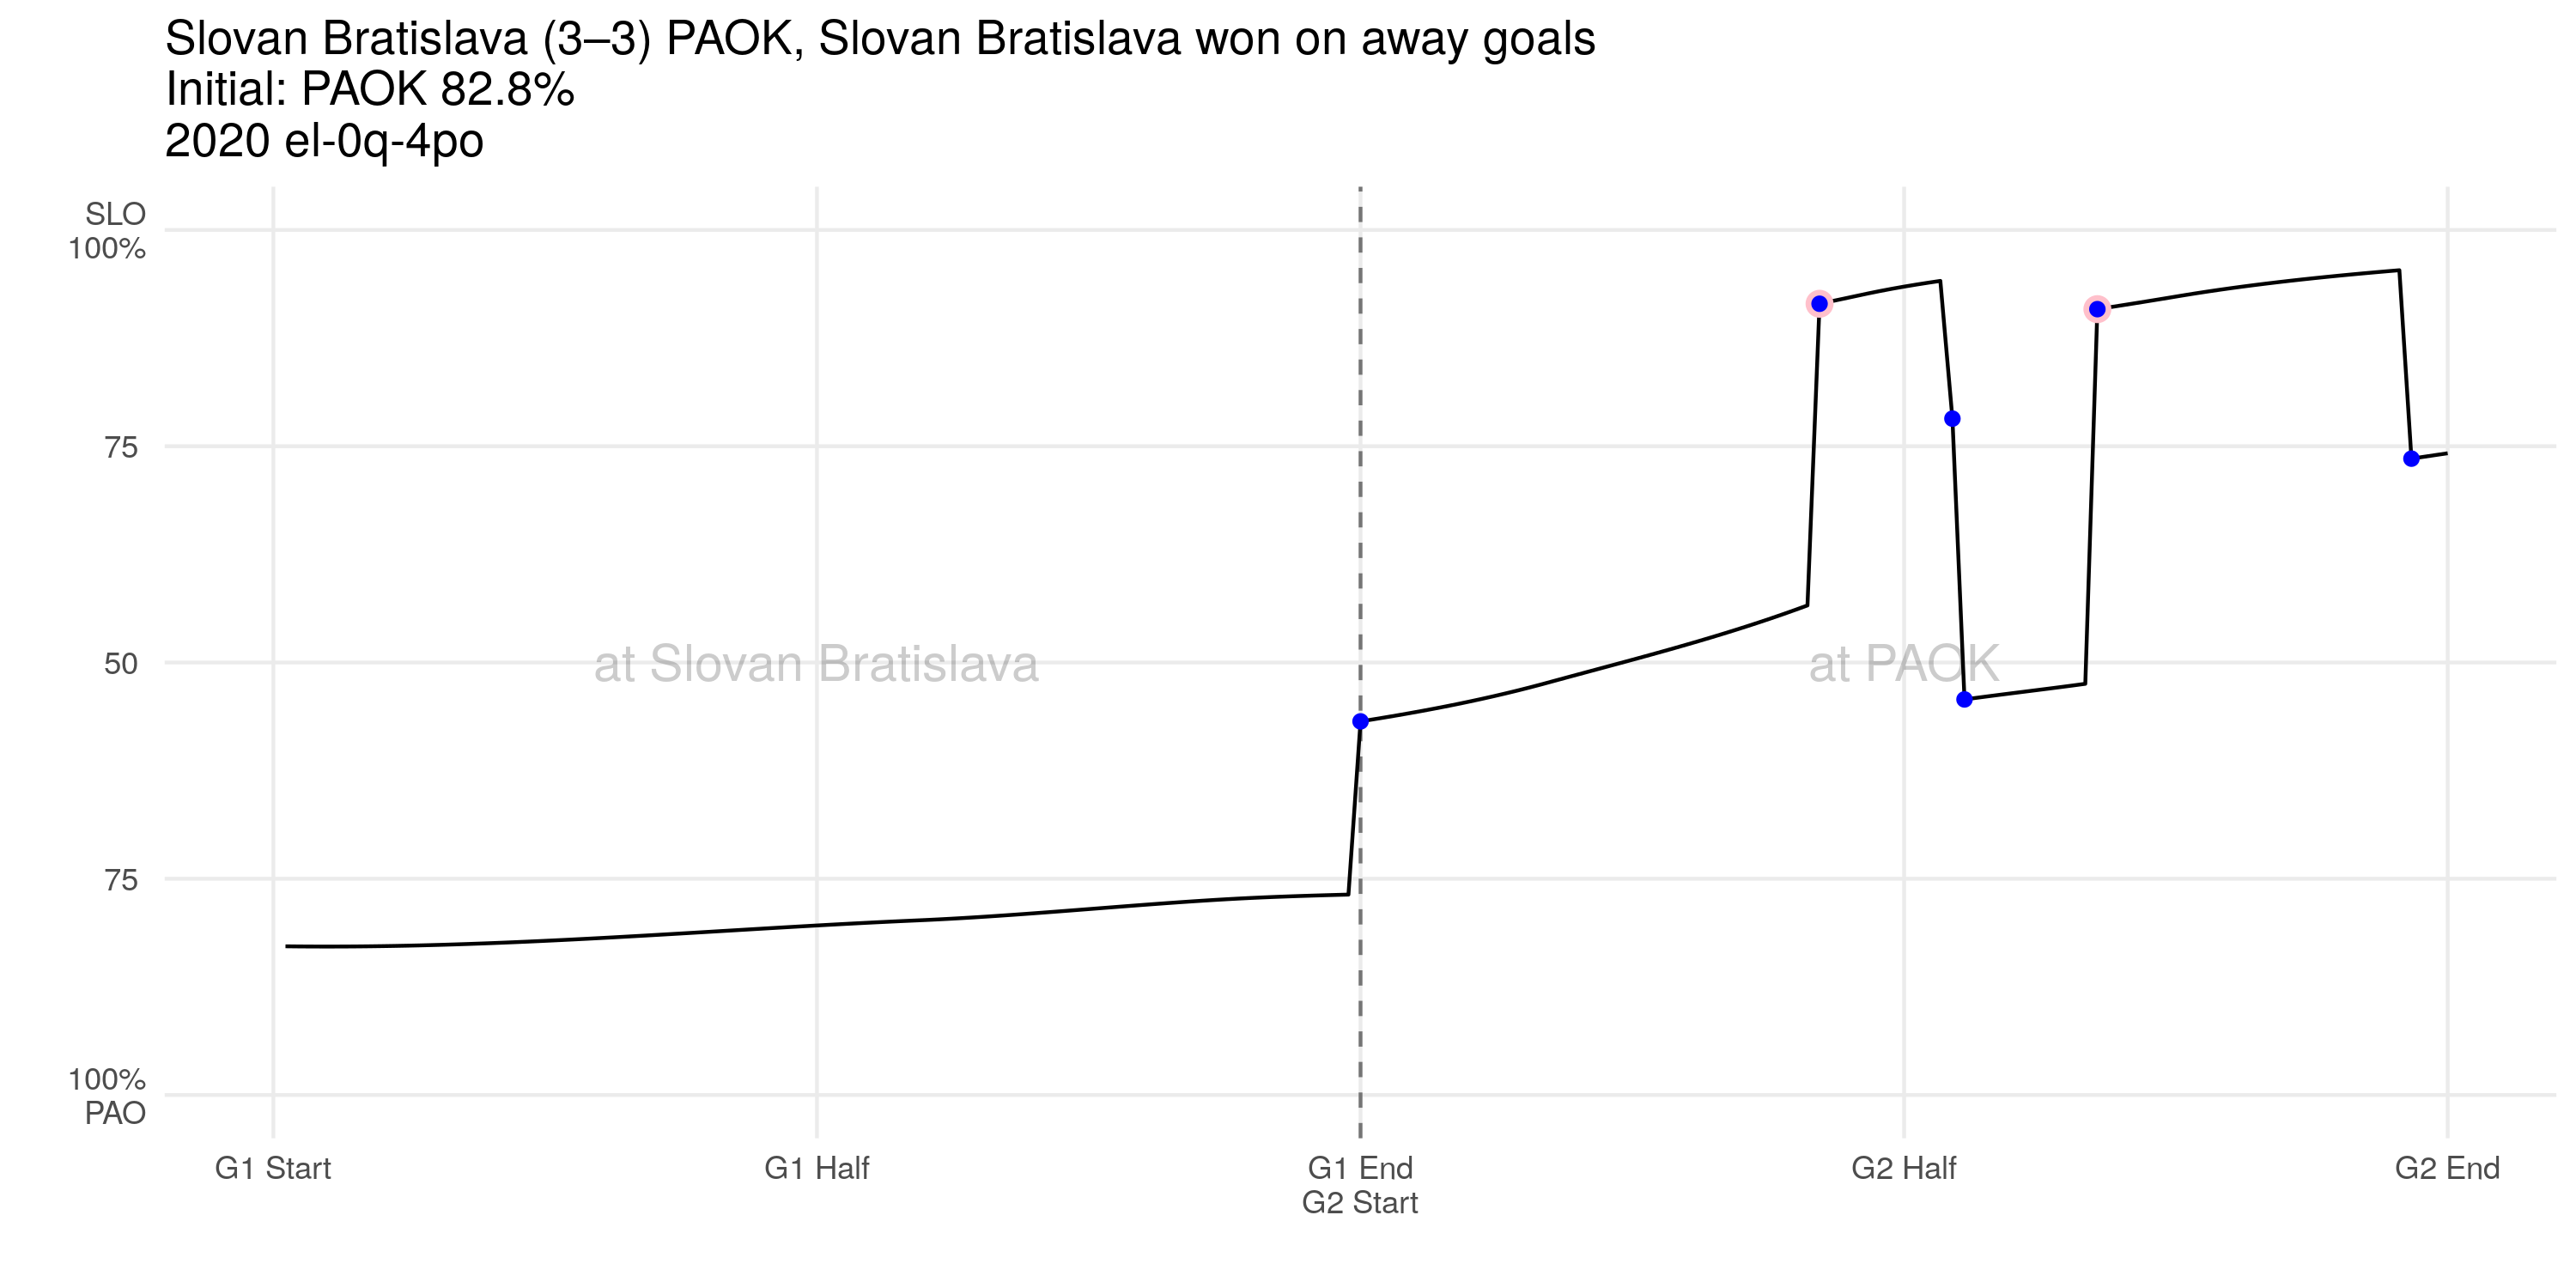 Slovan Bratislava (3–3) PAOK, Slovan Bratislava won on away goals
Initial: PAOK 82.8%
2020 el-0q-4po
SLO
100%
75
50
75
100%
PAO
at Slovan Bratislava
at PAOK
G1 Start
G1 Half
G1 End
G2 Start
G2 Half
G2 End